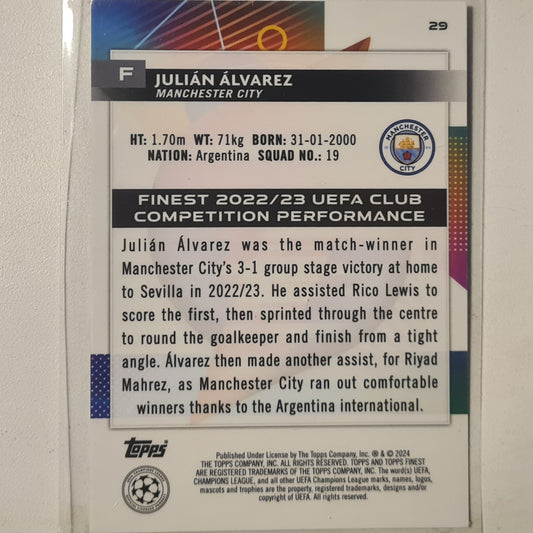 29
F
JULIÁN ÁLVAREZ
MANCHESTER CITY
HT: 1.70m WT: 71kg BORN: 31-01-2000
NATION: Argentina SQUAD NO.: 19
MANCHESTER
CITY
FINEST 2022/23 UEFA CLUB
COMPETITION PERFORMANCE
Julián Álvarez was the match-winner in
Manchester City's 3-1 group stage victory at home
to Sevilla in 2022/23. He assisted Rico Lewis to
score the first, then sprinted through the centre
to round the goalkeeper and finish from a tight
angle. Álvarez then made another assist, for Riyad
Mahrez, as Manchester City ran out comfortable
winners thanks to the Argentina international.
Topps
Published Under License by The Topps Company, Inc. ® & © 2024
THE TOPPS COMPANY, INC. ALL RIGHTS RESERVED. TOPPS AND TOPPS FINEST
ARE REGISTERED TRADEMARKS OF THE TOPPS COMPANY, INC. The word(s) UEFA,
CHAMPIONS LEAGUE, and all other UEFA Champions League marks, names, logos,
mascots and trophies are the property, registered trademarks, designs and/or
copyright of UEFA. All rights reserved.